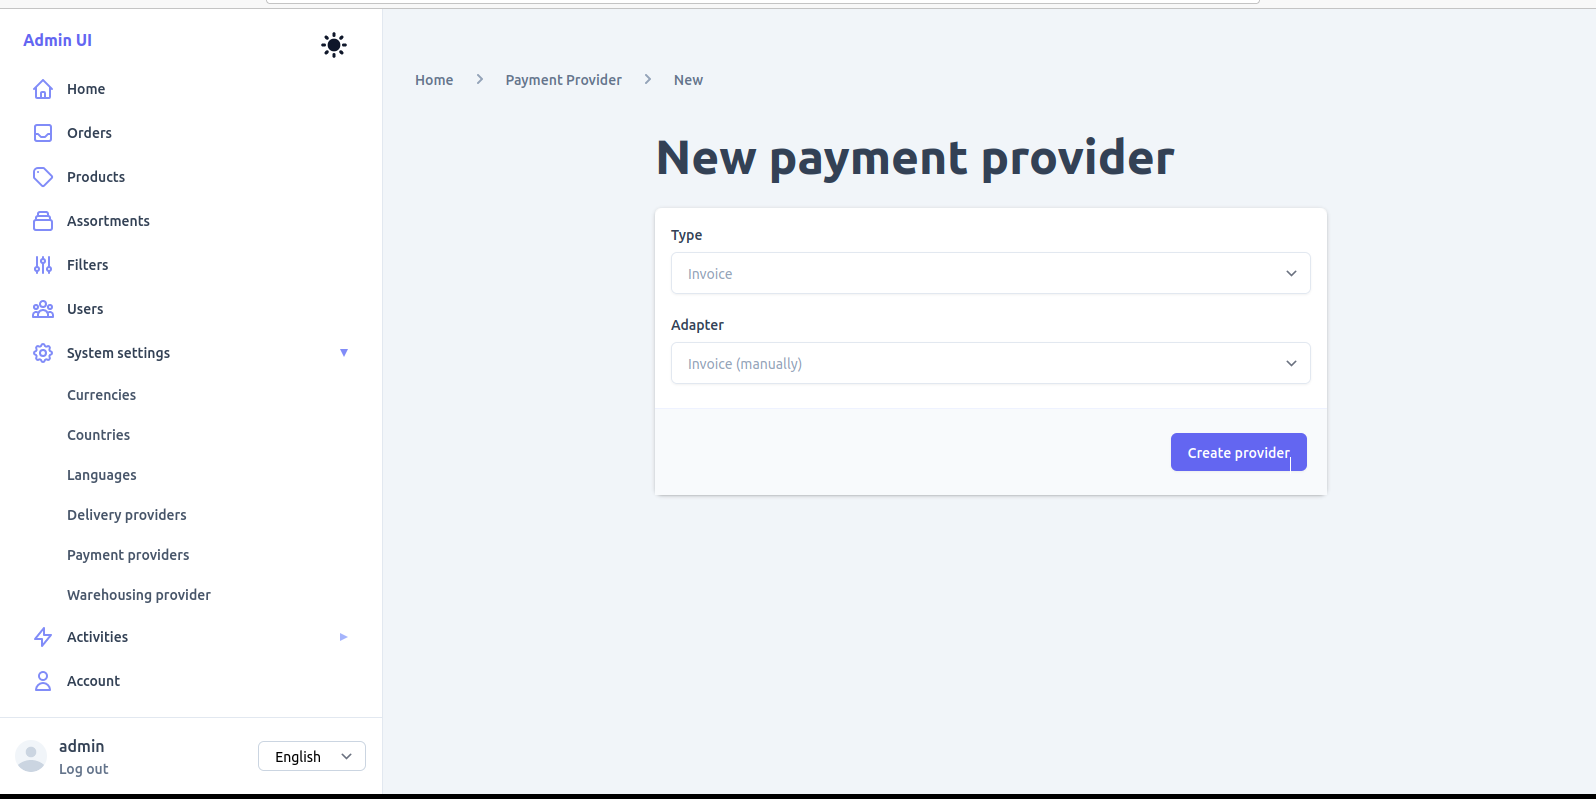 Admin UI
Home
Orders
Products
Assortments
Filters
Users
System settings
Currencies
Countries
Languages
Delivery providers
Payment providers
Warehousing provider
Activities
Account
admin
Log out
English
Home
Payment Provider
New
New payment provider
Type
Invoice
Adapter
Invoice (manually)
Create provider